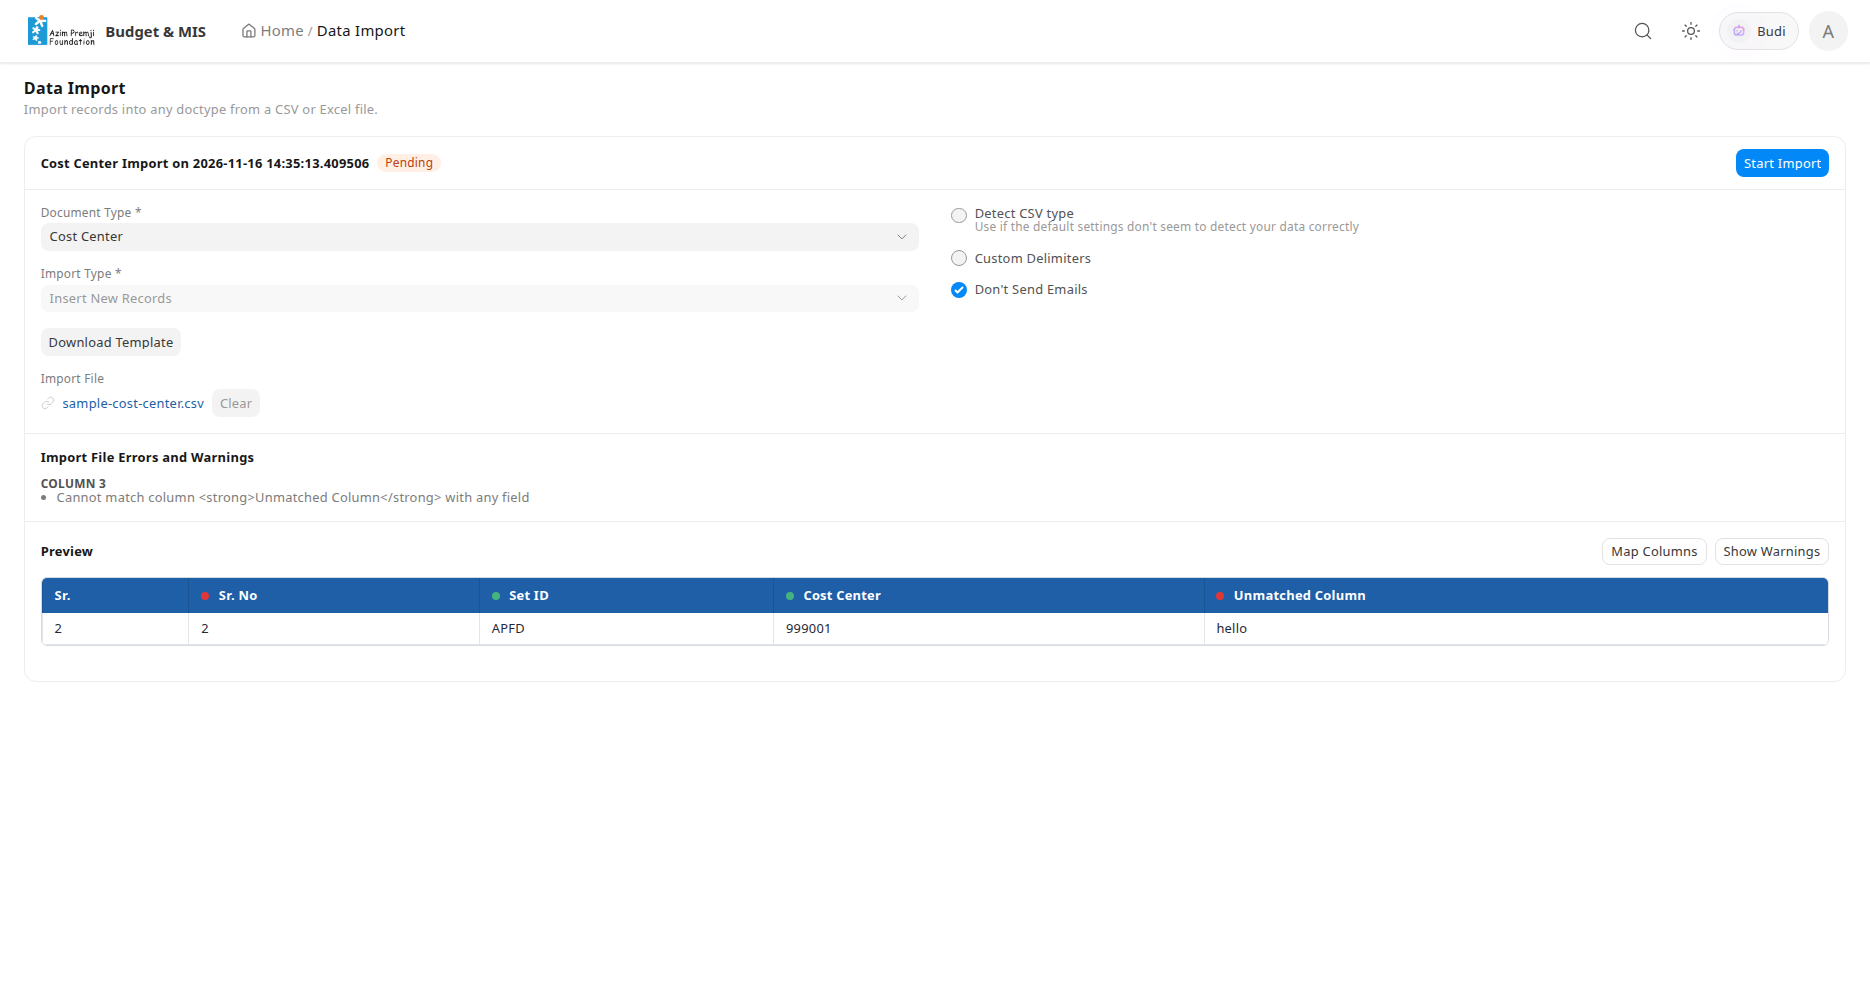 Azim Premji
Foundation
Budget & MIS
Home / Data Import
Budi
A
Data Import
Import records into any doctype from a CSV or Excel file.
Cost Center Import on 2026-11-16 14:35:13.409506
Pending
Start Import
Document Type *
Cost Center
Import Type *
Insert New Records
Download Template
Import File
sample-cost-center.csv
Clear
Detect CSV type
Use if the default settings don't seem to detect your data correctly
Custom Delimiters
Don't Send Emails
Import File Errors and Warnings
COLUMN 3
• Cannot match column <strong>Unmatched Column</strong> with any field
Preview
Map Columns
Show Warnings
Sr. Sr. No Set ID Cost Center Unmatched Column
2 2 APFD 999001 hello